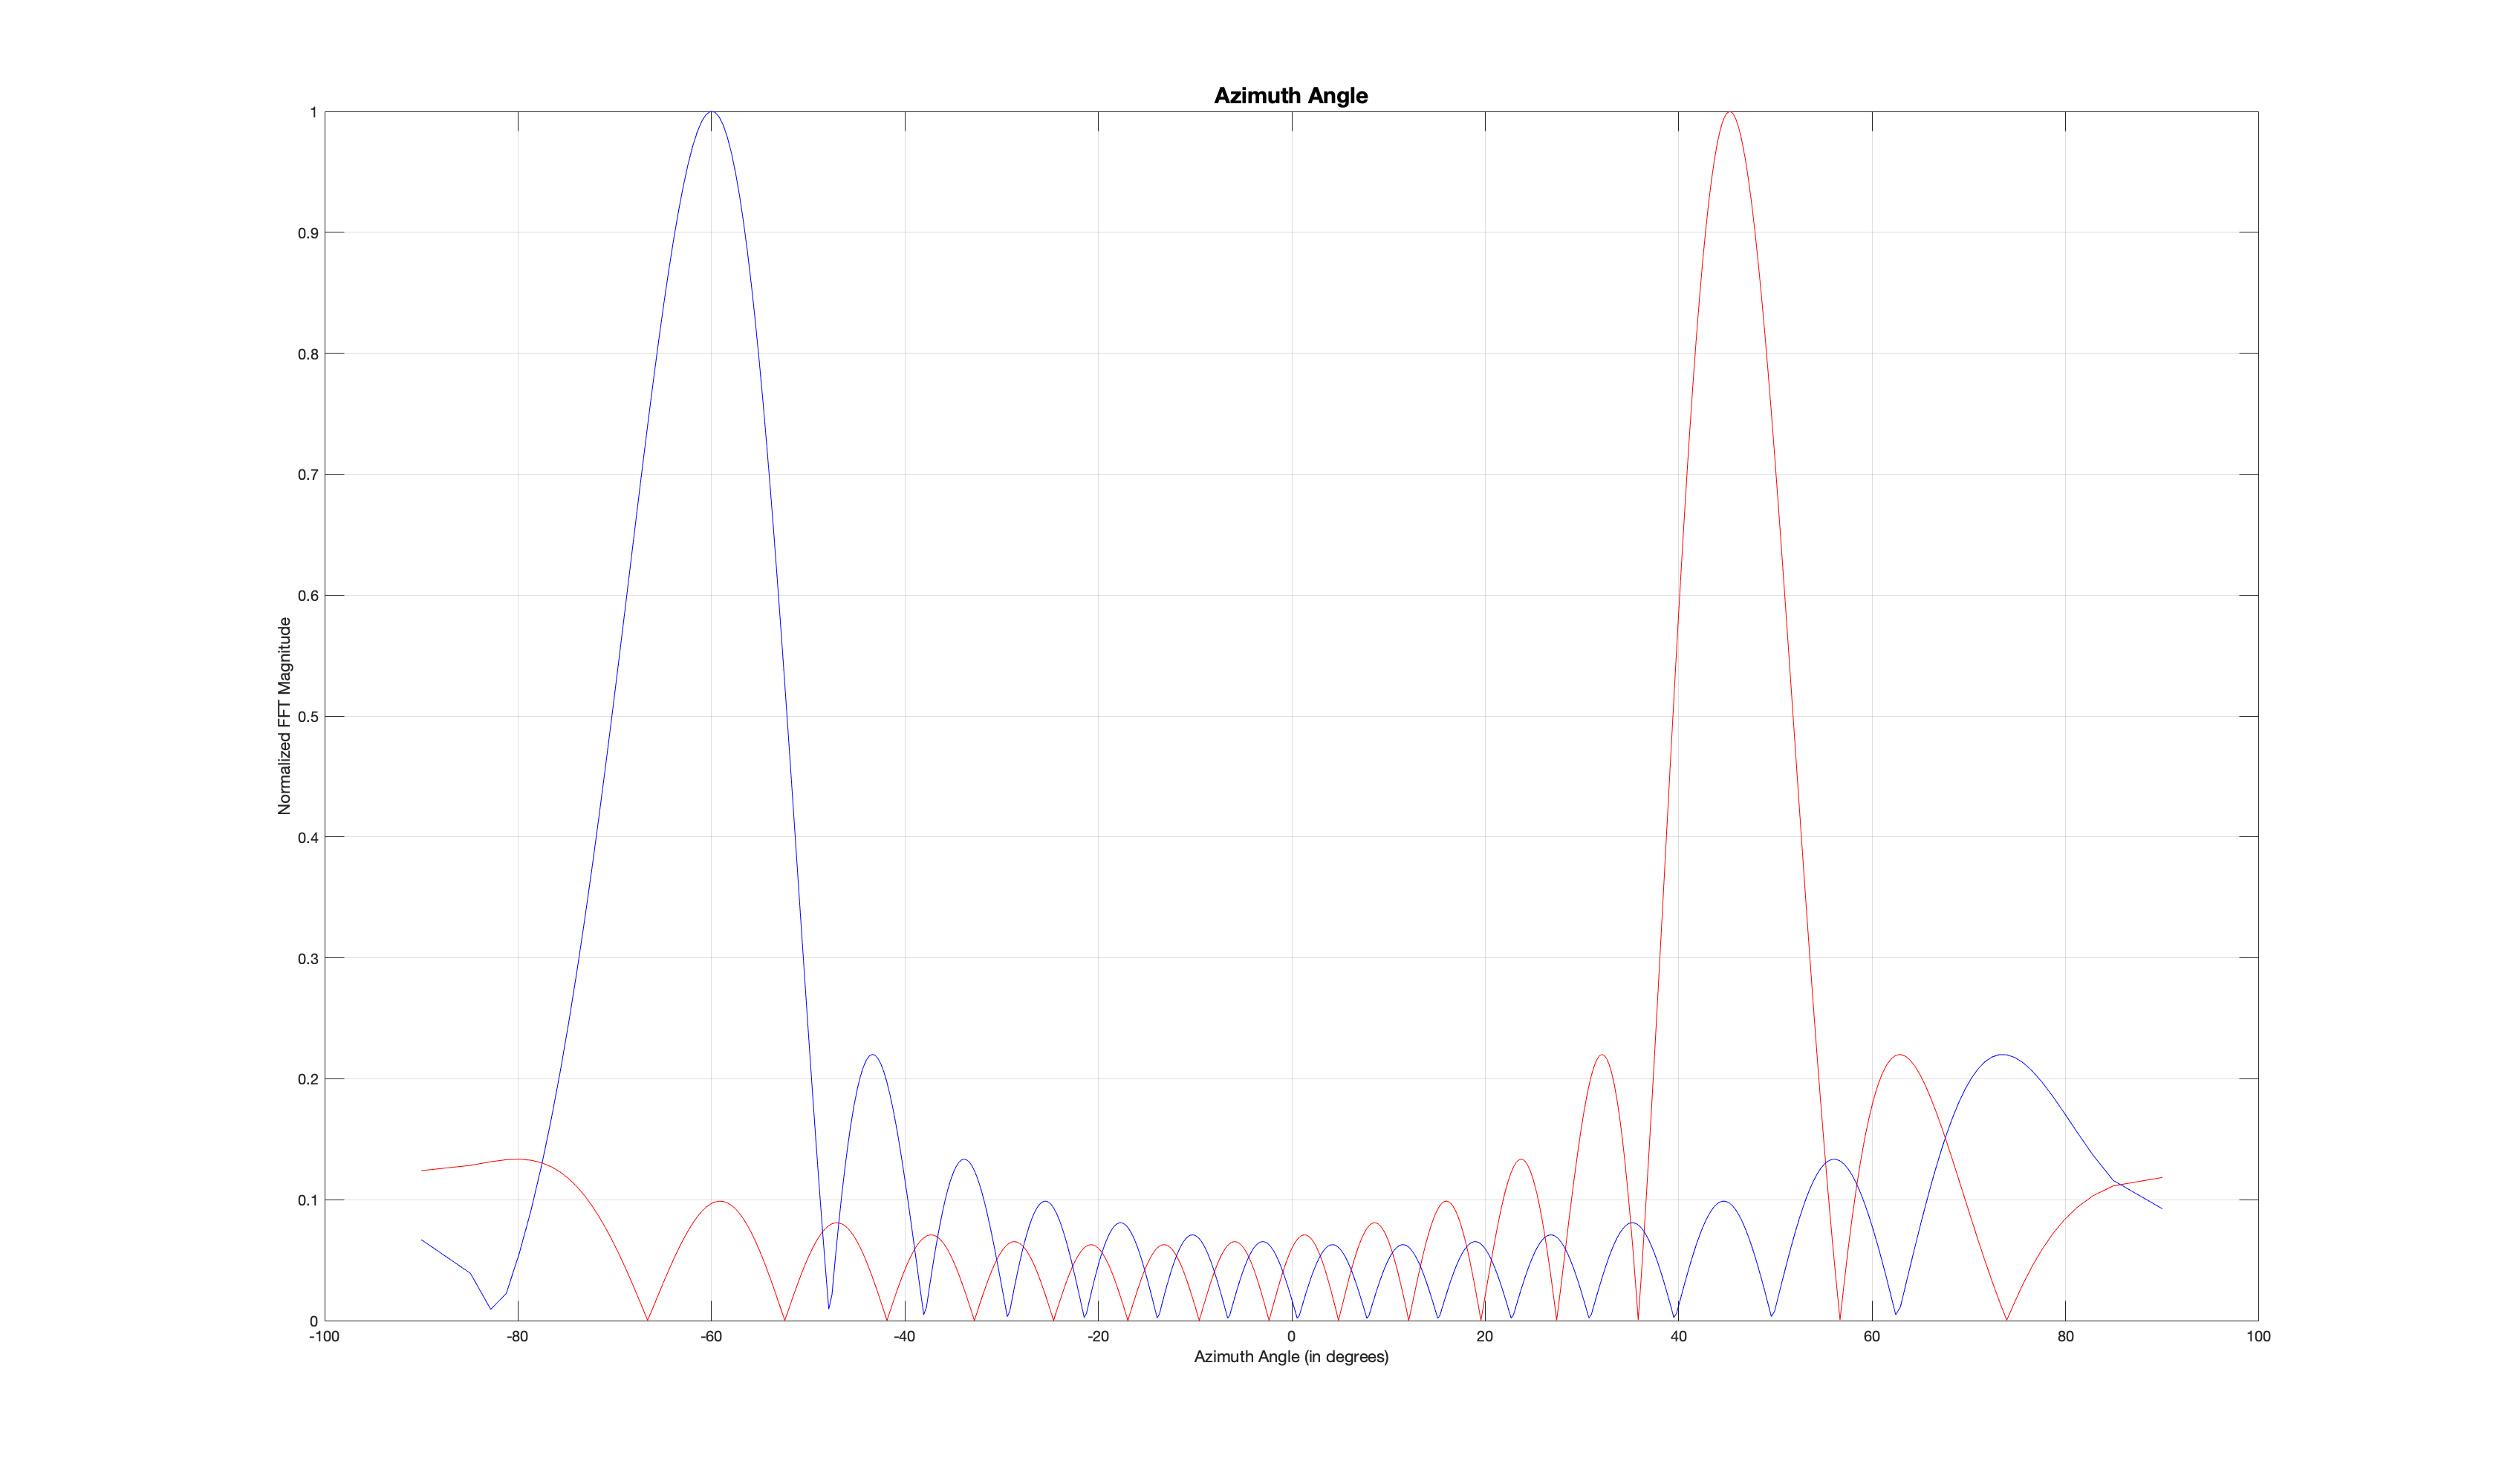 Azimuth Angle
1
0.9
0.8
0.7
0.6
0.5
0.4
0.3
0.2
0.1
0
Normalized FFT Magnitude
-100 -80 -60 -40 -20 0 20 40 60 80 100
Azimuth Angle (in degrees)